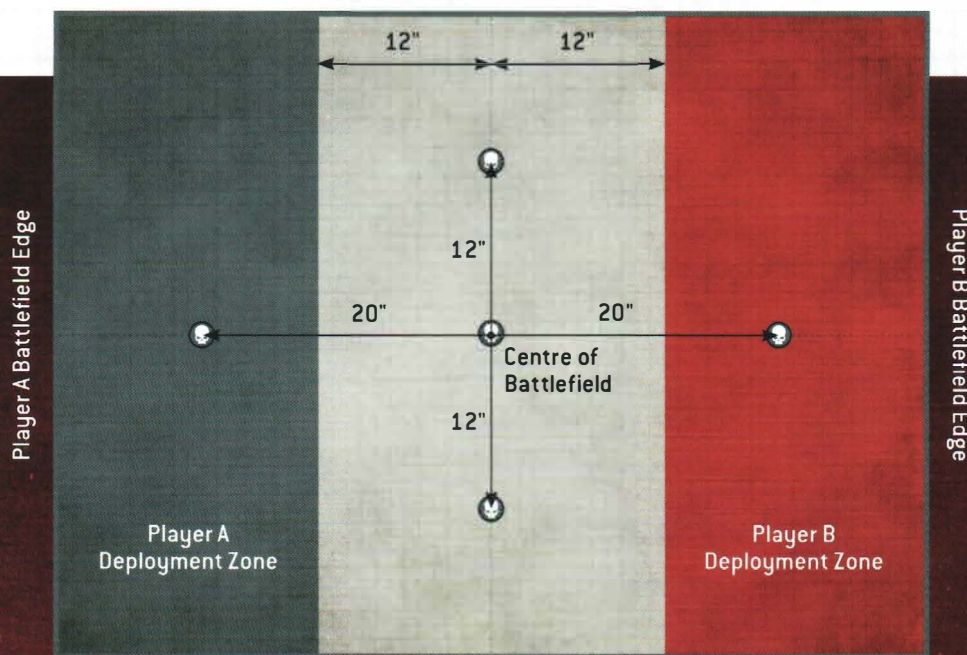 12" 12"
12"
20" 20"
Centre of
Battlefield
12"
Player A
Deployment Zone
Player B
Deployment Zone
Player A Battlefield Edge
Player B Battlefield Edge